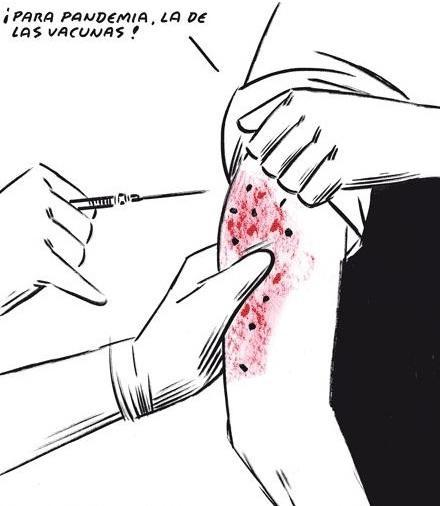 ¡PARA PANDEMIA, LA DE
LAS VACUNAS!